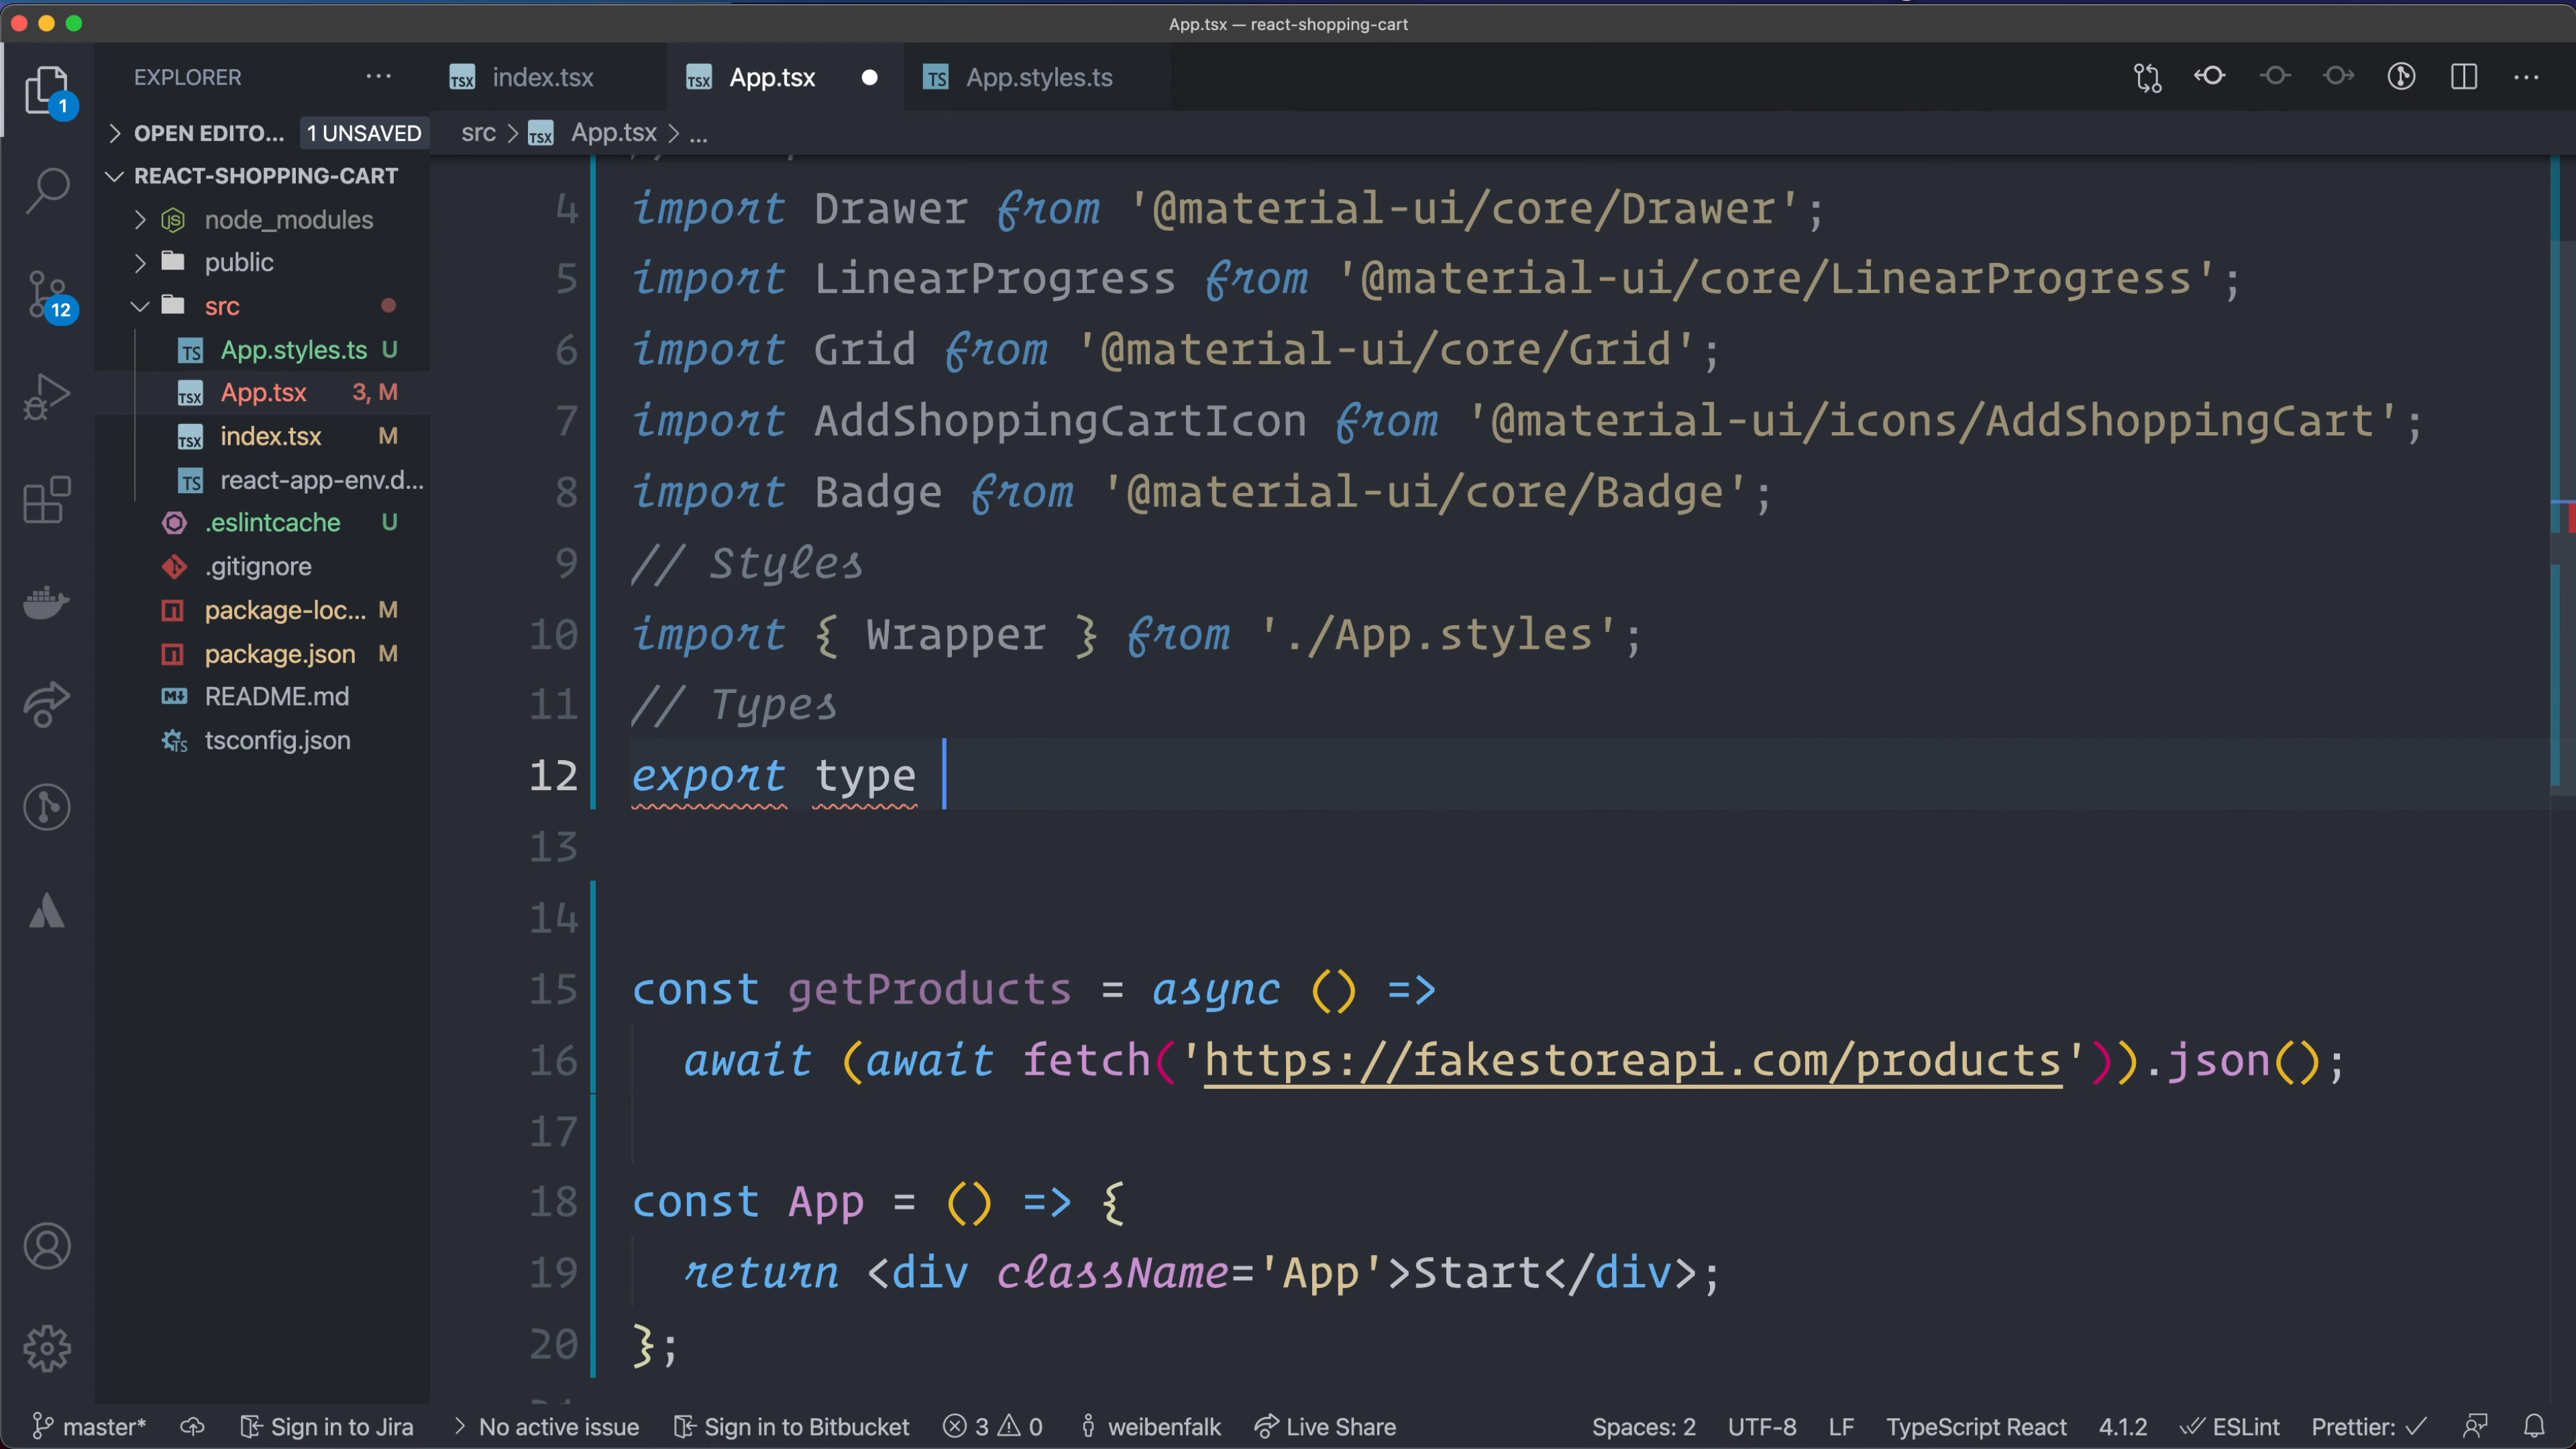 App.tsx — react-shopping-cart
EXPLORER
index.tsx
App.tsx
App.styles.ts
OPEN EDITO... 1 UNSAVED
src > App.tsx > ...
REACT-SHOPPING-CART
node_modules
public
src
App.styles.ts U
App.tsx 3, M
index.tsx M
react-app-env.d...
.eslintcache U
.gitignore
package-loc... M
package.json M
README.md
tsconfig.json
1
12
4 import Drawer from '@material-ui/core/Drawer';
5 import LinearProgress from '@material-ui/core/LinearProgress';
6 import Grid from '@material-ui/core/Grid';
7 import AddShoppingCartIcon from '@material-ui/icons/AddShoppingCart';
8 import Badge from '@material-ui/core/Badge';
9 // Styles
10 import { Wrapper } from './App.styles';
11 // Types
12 export type
13
14
15 const getProducts = async () =>
16 await (await fetch('https://fakestoreapi.com/products')).json();
17
18 const App = () => {
19 return <div className='App'>Start</div>;
20 };
master* Sign in to Jira > No active issue Sign in to Bitbucket 3 0 weibenfalk Live Share Spaces: 2 UTF-8 LF TypeScript React 4.1.2 ESLint Prettier: ✓